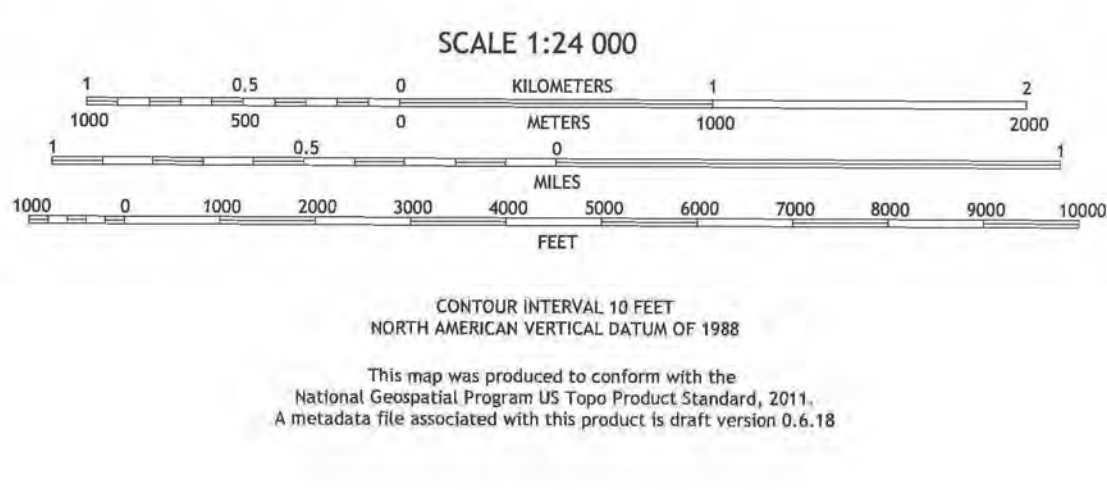 SCALE 1:24 000
1 0.5 0 KILOMETERS 1 2
1000 500 0 METERS 1000 2000
1 0.5 0 1
MILES
1000 0 1000 2000 3000 4000 5000 6000 7000 8000 9000 10000
FEET
CONTOUR INTERVAL 10 FEET
NORTH AMERICAN VERTICAL DATUM OF 1988
This map was produced to conform with the
National Geospatial Program US Topo Product Standard, 2011.
A metadata file associated with this product is draft version 0.6.18